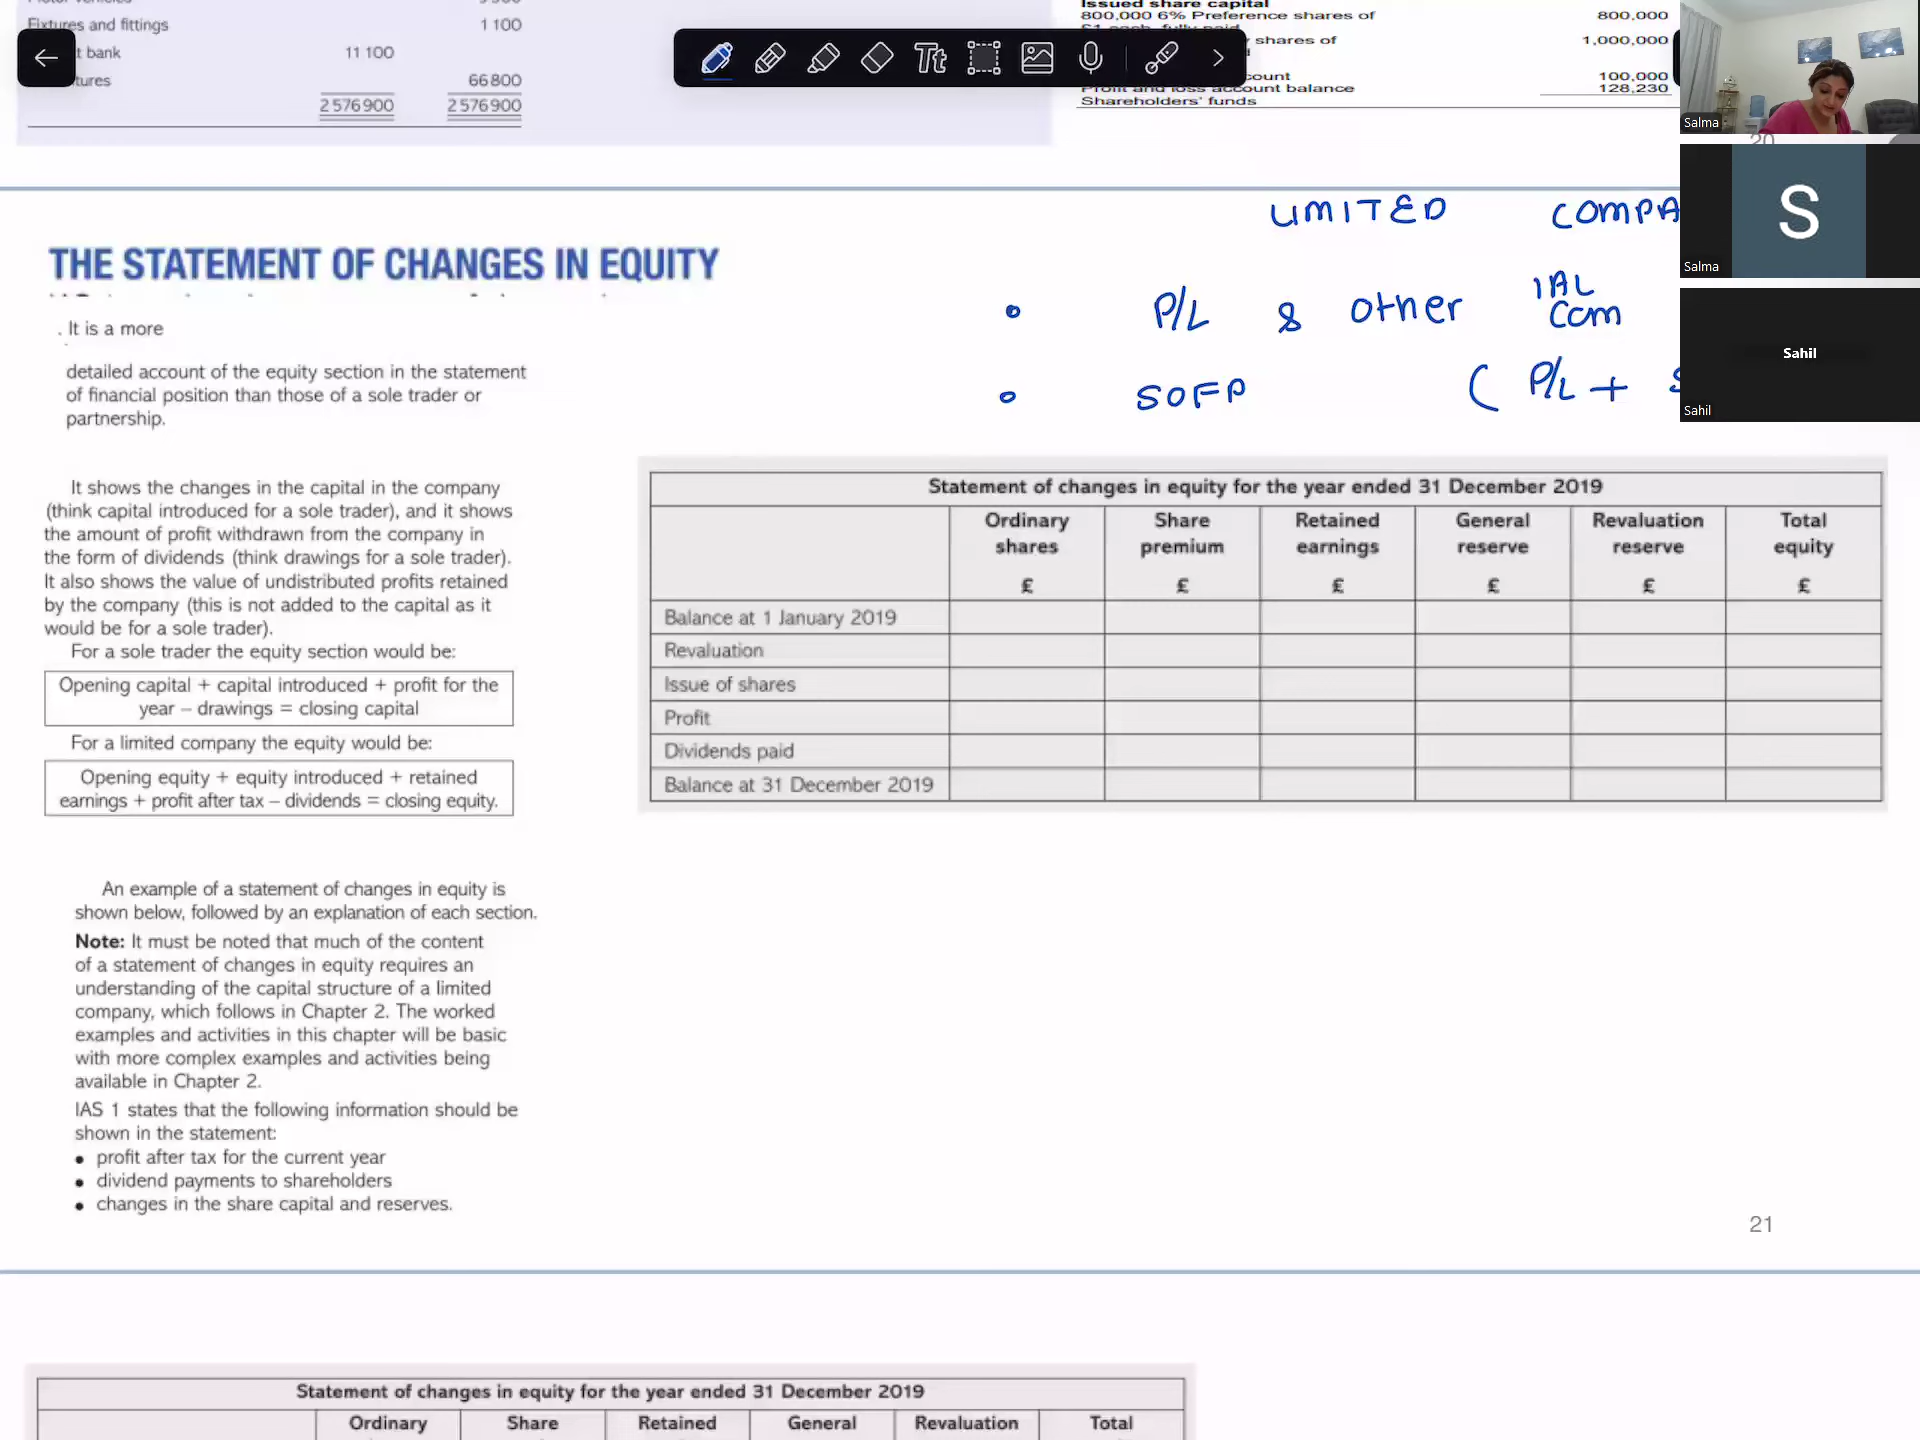 Fixtures and fittings 1 100
t bank 11 100
tures 66 800
2 576 900 2 576 900
Issued share capital
800,000 6% Preference shares of 800,000
shares of 1,000,000
count 100,000
Profit and loss account balance 128,230
Shareholders' funds
Tt
20
Salma
S
Salma
Sahil
Sahil
LIMITED COMPA
THE STATEMENT OF CHANGES IN EQUITY
• P/L & other IAL Com
• SOFP ( P/L +
. It is a more
detailed account of the equity section in the statement
of financial position than those of a sole trader or
partnership.
It shows the changes in the capital in the company
(think capital introduced for a sole trader), and it shows
the amount of profit withdrawn from the company in
the form of dividends (think drawings for a sole trader).
It also shows the value of undistributed profits retained
by the company (this is not added to the capital as it
would be for a sole trader).
For a sole trader the equity section would be:
Opening capital + capital introduced + profit for the
year – drawings = closing capital
For a limited company the equity would be:
Opening equity + equity introduced + retained
earnings + profit after tax – dividends = closing equity.
An example of a statement of changes in equity is
shown below, followed by an explanation of each section.
Note: It must be noted that much of the content
of a statement of changes in equity requires an
understanding of the capital structure of a limited
company, which follows in Chapter 2. The worked
examples and activities in this chapter will be basic
with more complex examples and activities being
available in Chapter 2.
IAS 1 states that the following information should be
shown in the statement:
• profit after tax for the current year
• dividend payments to shareholders
• changes in the share capital and reserves.
Statement of changes in equity for the year ended 31 December 2019
Ordinary shares £ Share premium £ Retained earnings £ General reserve £ Revaluation reserve £ Total equity £
Balance at 1 January 2019
Revaluation
Issue of shares
Profit
Dividends paid
Balance at 31 December 2019
21
Statement of changes in equity for the year ended 31 December 2019
Ordinary Share Retained General Revaluation Total